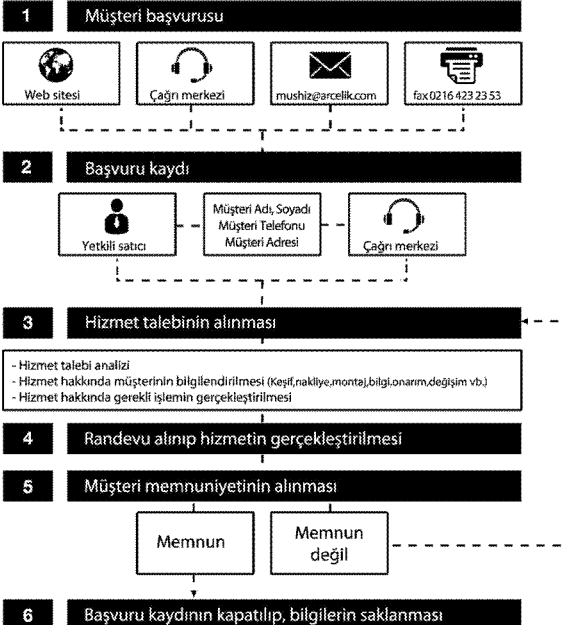 1 Müşteri başvurusu
Web sitesi
Çağrı merkezi
mushiz@arcelik.com
fax 0216 423 23 53
2 Başvuru kaydı
Yetkili satıcı
Müşteri Adı, Soyadı
Müşteri Telefonu
Müşteri Adresi
Çağrı merkezi
3 Hizmet talebinin alınması
- Hizmet talebi analizi
- Hizmet hakkında müşterinin bilgilendirilmesi (Keşif,nakliye,montaj,bilgi,onarım,değişim vb.)
- Hizmet hakkında gerekli işlemin gerçekleştirilmesi
4 Randevu alınıp hizmetin gerçekleştirilmesi
5 Müşteri memnuniyetinin alınması
Memnun
Memnun
değil
6 Başvuru kaydının kapatılıp, bilgilerin saklanması